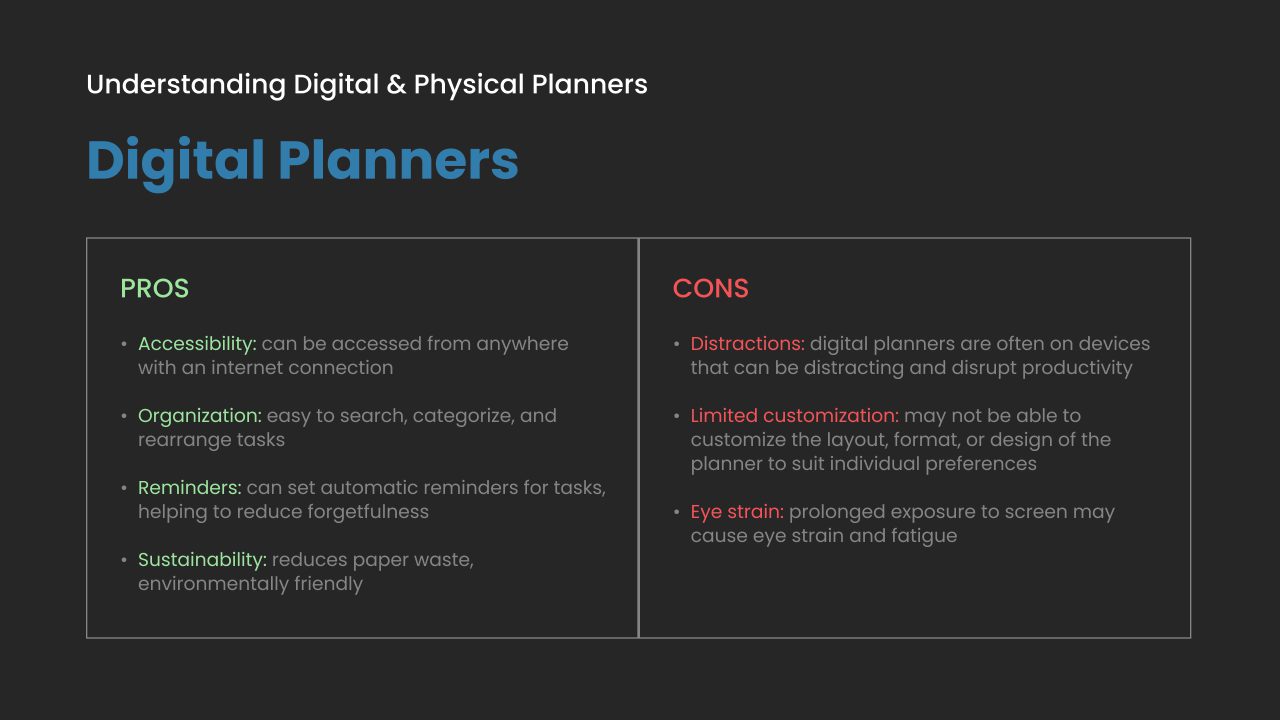 Understanding Digital & Physical Planners
Digital Planners
PROS
• Accessibility: can be accessed from anywhere
with an internet connection
• Organization: easy to search, categorize, and
rearrange tasks
• Reminders: can set automatic reminders for tasks,
helping to reduce forgetfulness
• Sustainability: reduces paper waste,
environmentally friendly
CONS
• Distractions: digital planners are often on devices
that can be distracting and disrupt productivity
• Limited customization: may not be able to
customize the layout, format, or design of the
planner to suit individual preferences
• Eye strain: prolonged exposure to screen may
cause eye strain and fatigue